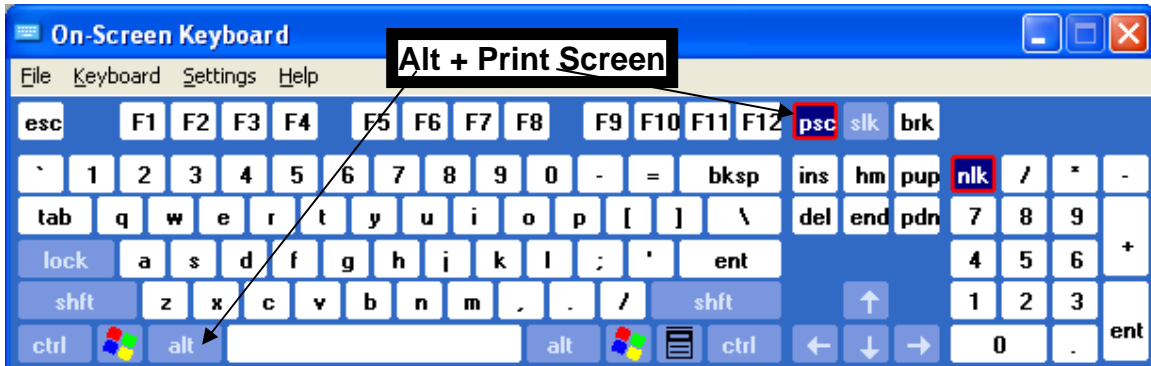 On-Screen Keyboard
Alt + Print Screen
File Keyboard Settings Help
esc F1 F2 F3 F4 F5 F6 F7 F8 F9 F10 F11 F12 psc slk brk
` 1 2 3 4 5 6 7 8 9 0 - = bksp ins hm pup nlk / * -
tab q w e r t y u i o p [ ] \ del end pdn 7 8 9
lock a s d f g h j k l ; ' ent 4 5 6 +
shft z x c v b n m , . / shft ↑ 1 2 3
ctrl alt alt ctrl ← ↓ → 0 . ent